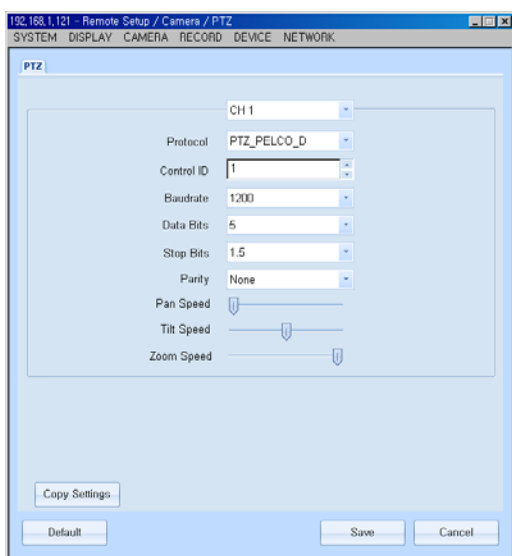 192,168,1,121 - Remote Setup / Camera / PTZ
SYSTEM DISPLAY CAMERA RECORD DEVICE NETWORK
PTZ
CH 1
Protocol PTZ_PELCO_D
Control ID 1
Baudrate 1200
Data Bits 5
Stop Bits 1.5
Parity None
Pan Speed
Tilt Speed
Zoom Speed
Copy Settings
Default Save Cancel